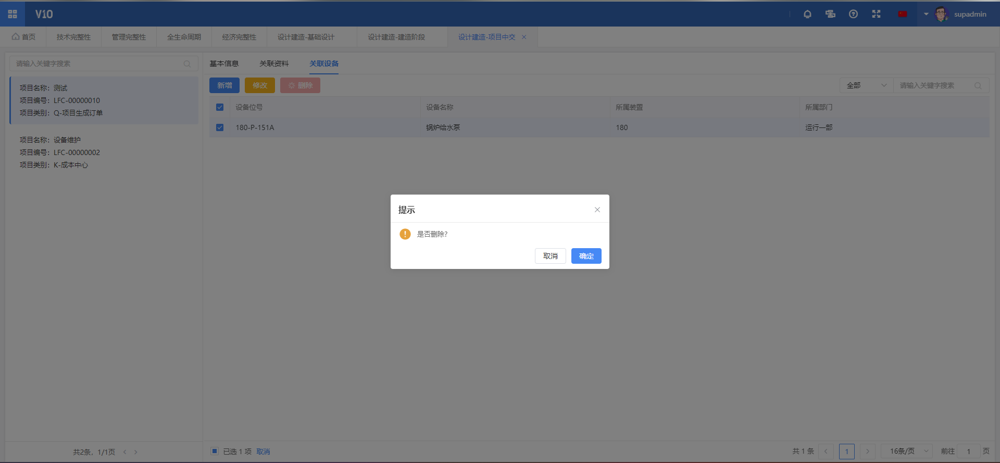 V10
supadmin
首页
技术完整性
管理完整性
全生命周期
经济完整性
设计建造-基础设计
设计建造-建造阶段
设计建造-项目中交
请输入关键字搜索
项目名称：测试
项目编号：LFC-00000010
项目类别：Q-项目生成订单
项目名称：设备维护
项目编号：LFC-00000002
项目类别：K-成本中心
共2条，1/1页
基本信息
关联资料
关联设备
新增
修改
删除
全部
请输入关键字搜索
设备位号
设备名称
所属装置
所属部门
180-P-151A
锅炉给水泵
180
运行一部
提示
是否删除?
取消
确定
已选 1 项 取消
共 1 条
1
16条/页
前往 1 页